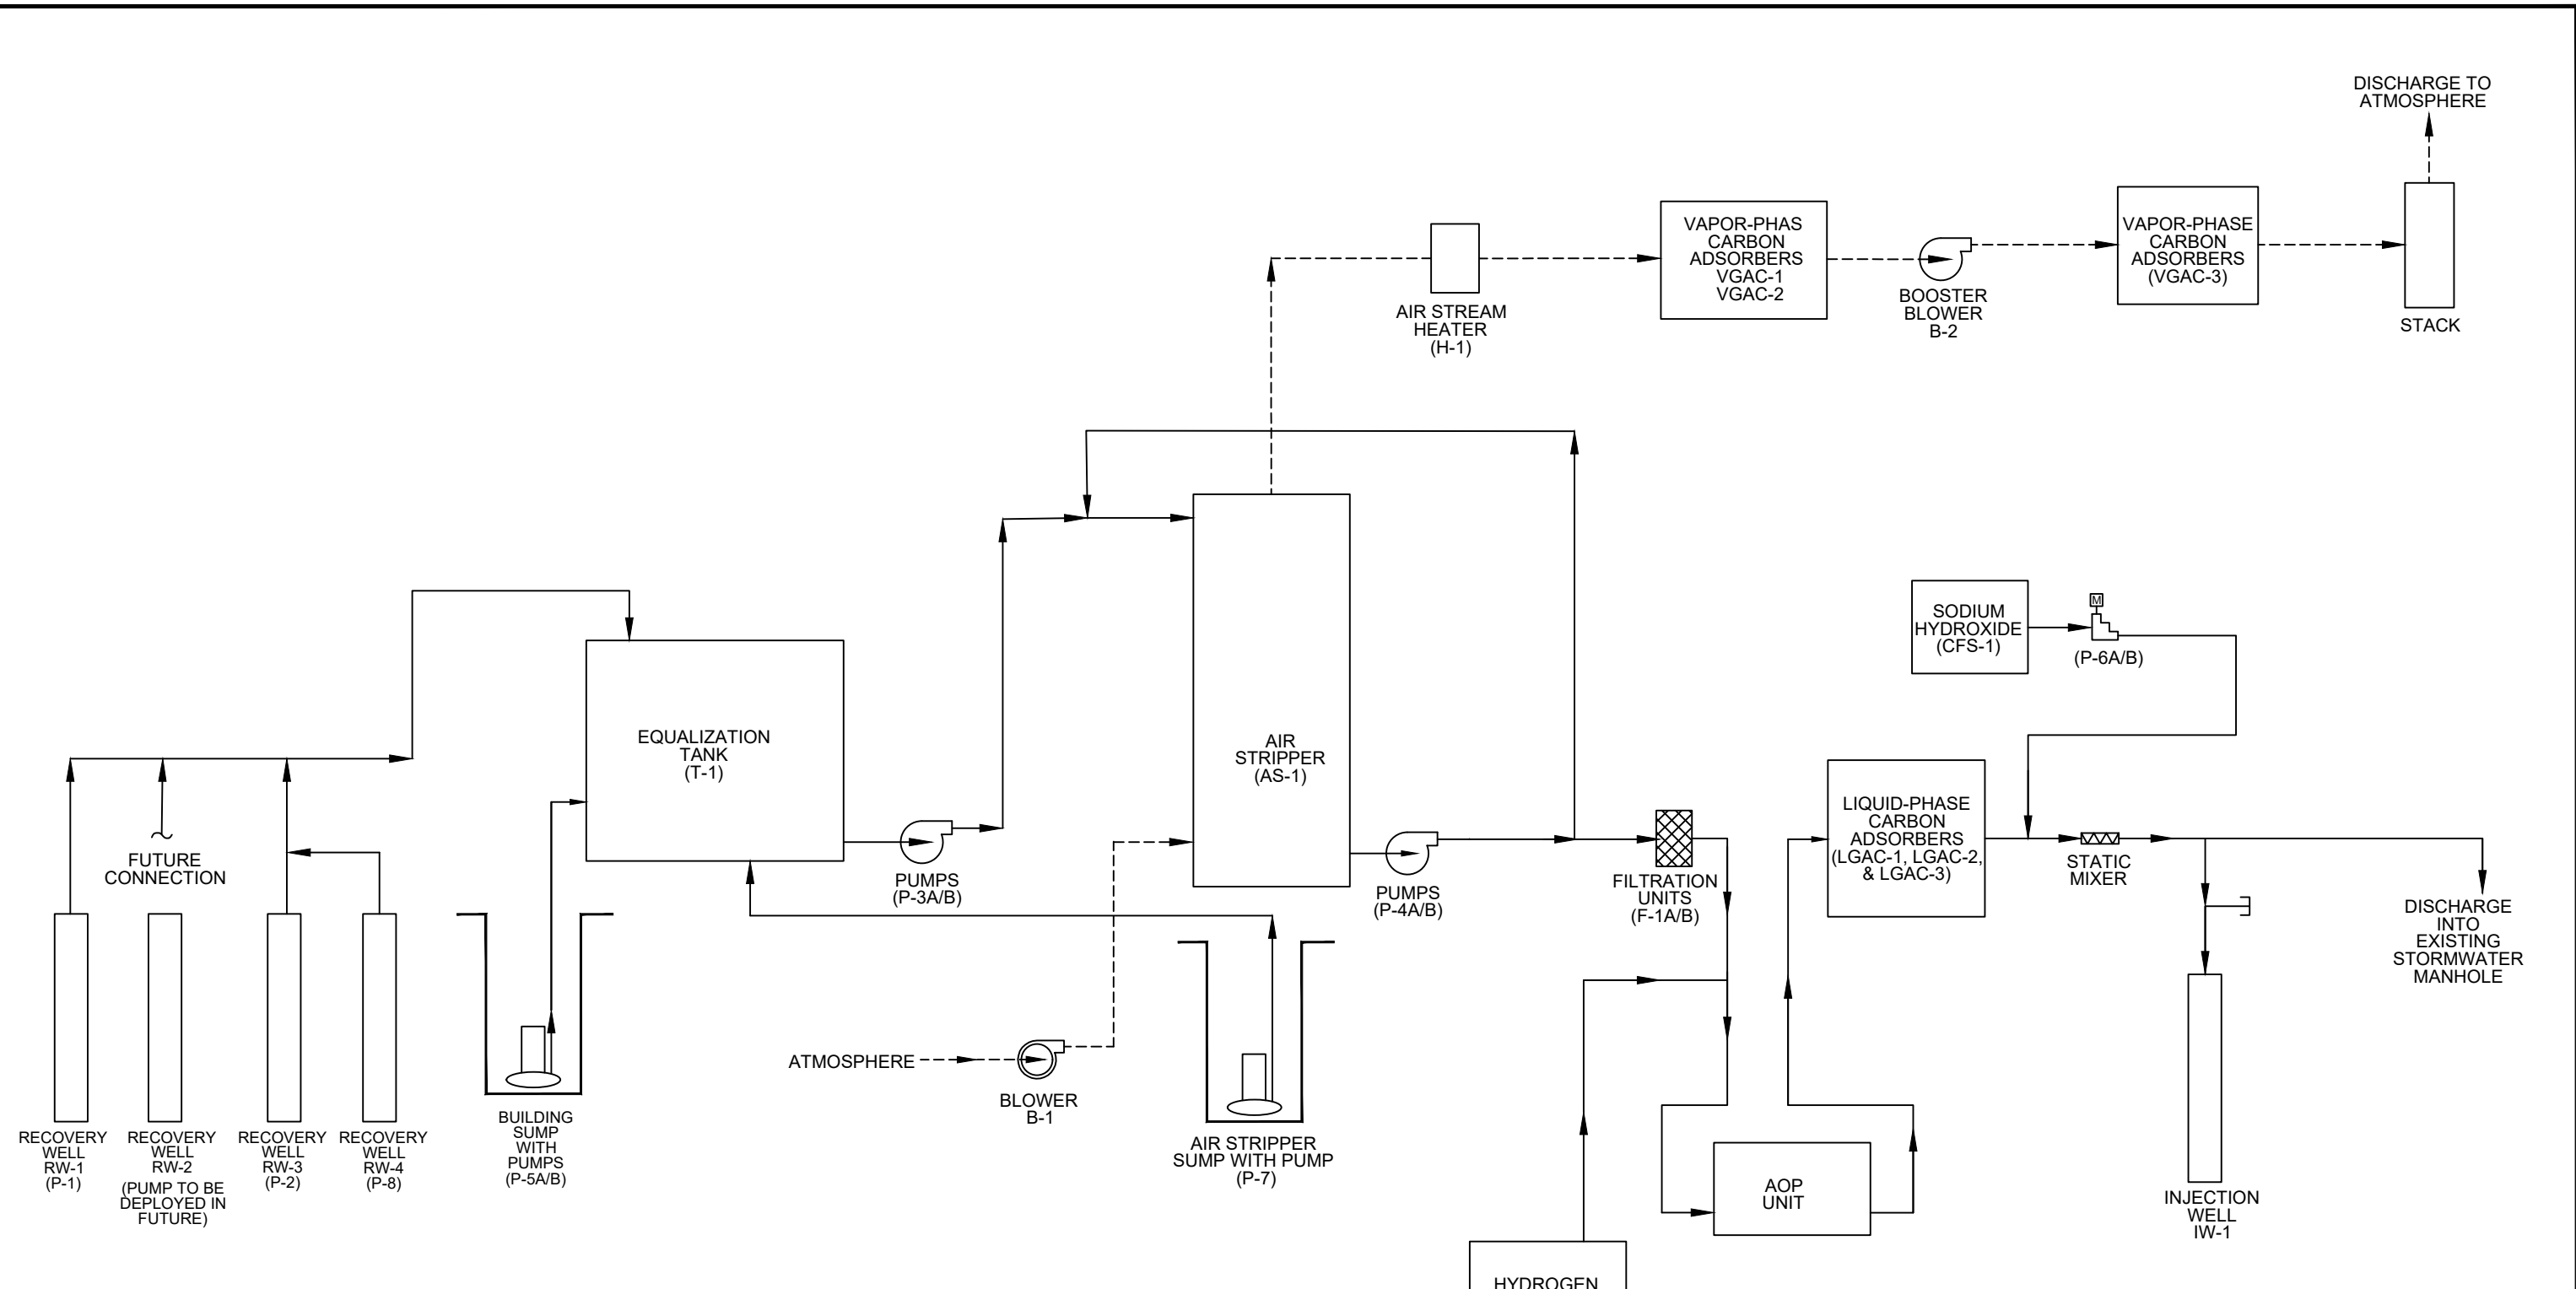 DISCHARGE TO
ATMOSPHERE
VAPOR-PHAS
CARBON
ADSORBERS
VGAC-1
VGAC-2
VAPOR-PHASE
CARBON
ADSORBERS
(VGAC-3)
AIR STREAM
HEATER
(H-1)
BOOSTER
BLOWER
B-2
STACK
SODIUM
HYDROXIDE
(CFS-1)
M
(P-6A/B)
EQUALIZATION
TANK
(T-1)
AIR
STRIPPER
(AS-1)
LIQUID-PHASE
CARBON
ADSORBERS
(LGAC-1, LGAC-2,
& LGAC-3)
FUTURE
CONNECTION
PUMPS
(P-3A/B)
PUMPS
(P-4A/B)
FILTRATION
UNITS
(F-1A/B)
STATIC
MIXER
DISCHARGE
INTO
EXISTING
STORMWATER
MANHOLE
ATMOSPHERE
BLOWER
B-1
RECOVERY
WELL
RW-1
(P-1)
RECOVERY
WELL
RW-2
(PUMP TO BE
DEPLOYED IN
FUTURE)
RECOVERY
WELL
RW-3
(P-2)
RECOVERY
WELL
RW-4
(P-8)
BUILDING
SUMP
WITH
PUMPS
(P-5A/B)
AIR STRIPPER
SUMP WITH PUMP
(P-7)
AOP
UNIT
INJECTION
WELL
IW-1
HYDROGEN